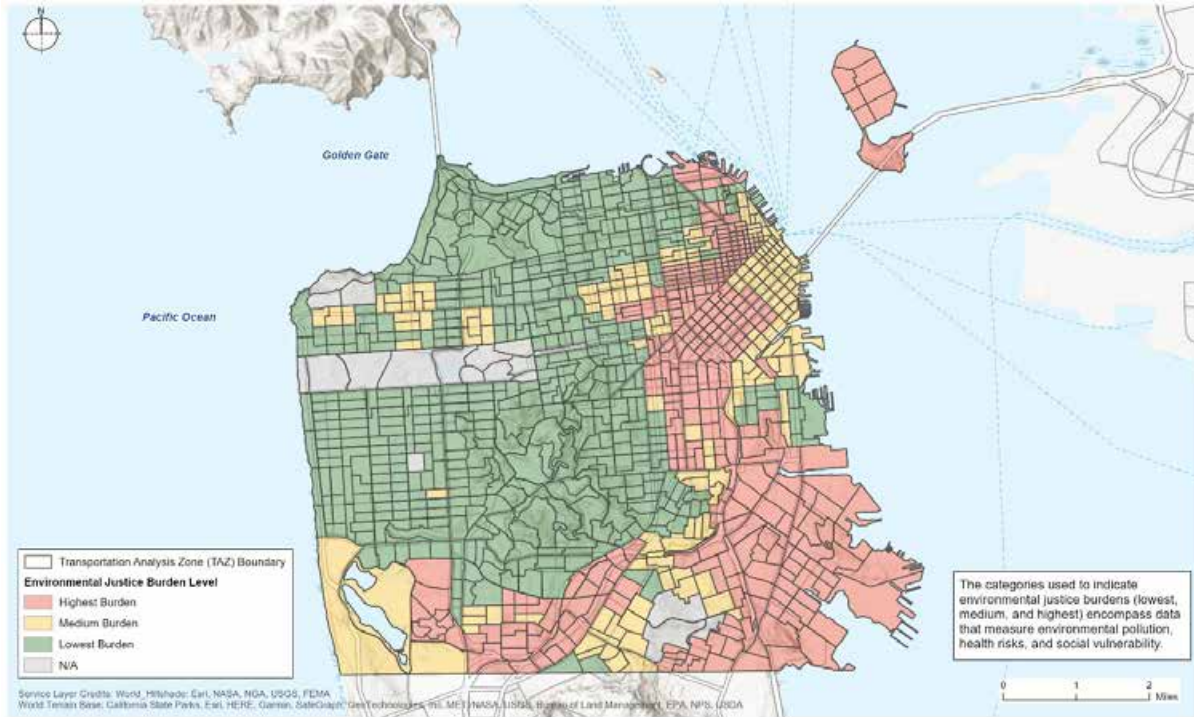 N
Golden Gate
Pacific Ocean
Transportation Analysis Zone (TAZ) Boundary
Environmental Justice Burden Level
Highest Burden
Medium Burden
Lowest Burden
N/A
The categories used to indicate
environmental justice burdens (lowest,
medium, and highest) encompass data
that measure environmental pollution,
health risks, and social vulnerability.
0 1 2
Miles
Service Layer Credits: World_Hillshade: Esri, NASA, NGA, USGS, FEMA
World Terrain Base: California State Parks, Esri, HERE, Garmin, SafeGraph, GeoTechnologies, Inc, METI/NASA, USGS, Bureau of Land Management, EPA, NPS, USDA